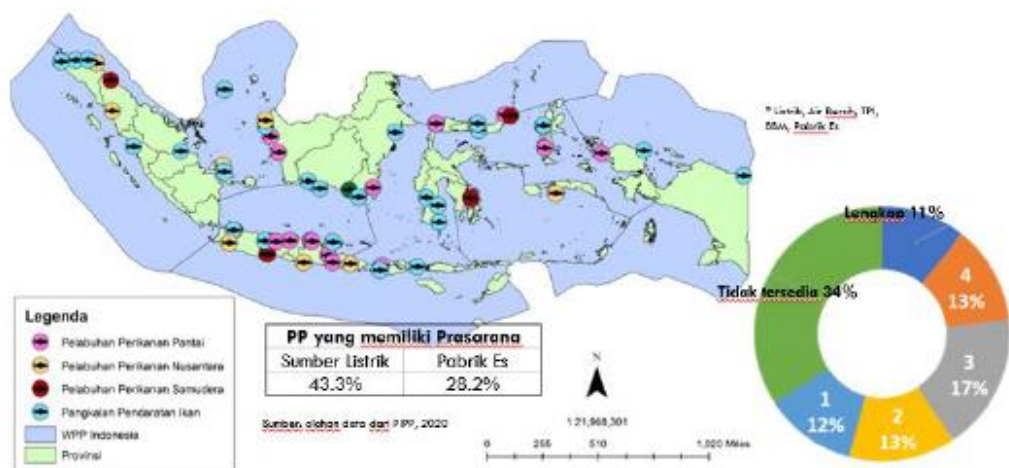 * Listrik, Air Bersih, TPI,
BBM, Pabrik Es
Lengkap 11%
4
13%
Tidak tersedia 34%
3
17%
1
12%
2
13%
Legenda
Pelabuhan Perikanan Pantai
Pelabuhan Perikanan Nusantara
Pelabuhan Perikanan Samudera
Pangkalan Pendaratan Ikan
WPP Indonesia
Provinsi
PP yang memiliki Prasarana
Sumber Listrik Pabrik Es
43.3% 28.2%
Sumber: olahan data dari PIPP, 2020
N
1:21,968,301
0 255 510 1,020 Miles